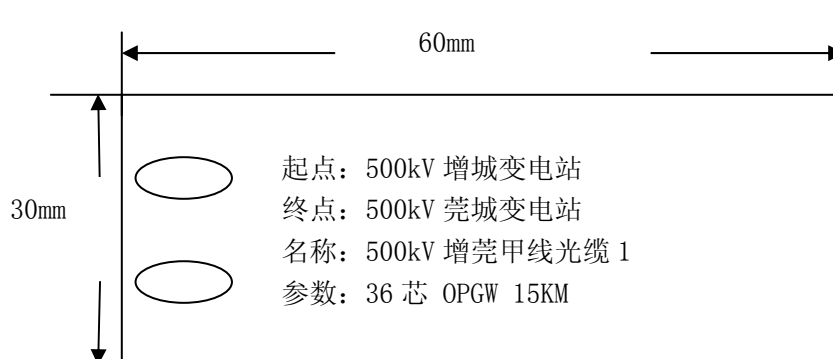 60mm
30mm
起点：500kV 增城变电站
终点：500kV 莞城变电站
名称：500kV 增莞甲线光缆 1
参数：36 芯 OPGW 15KM